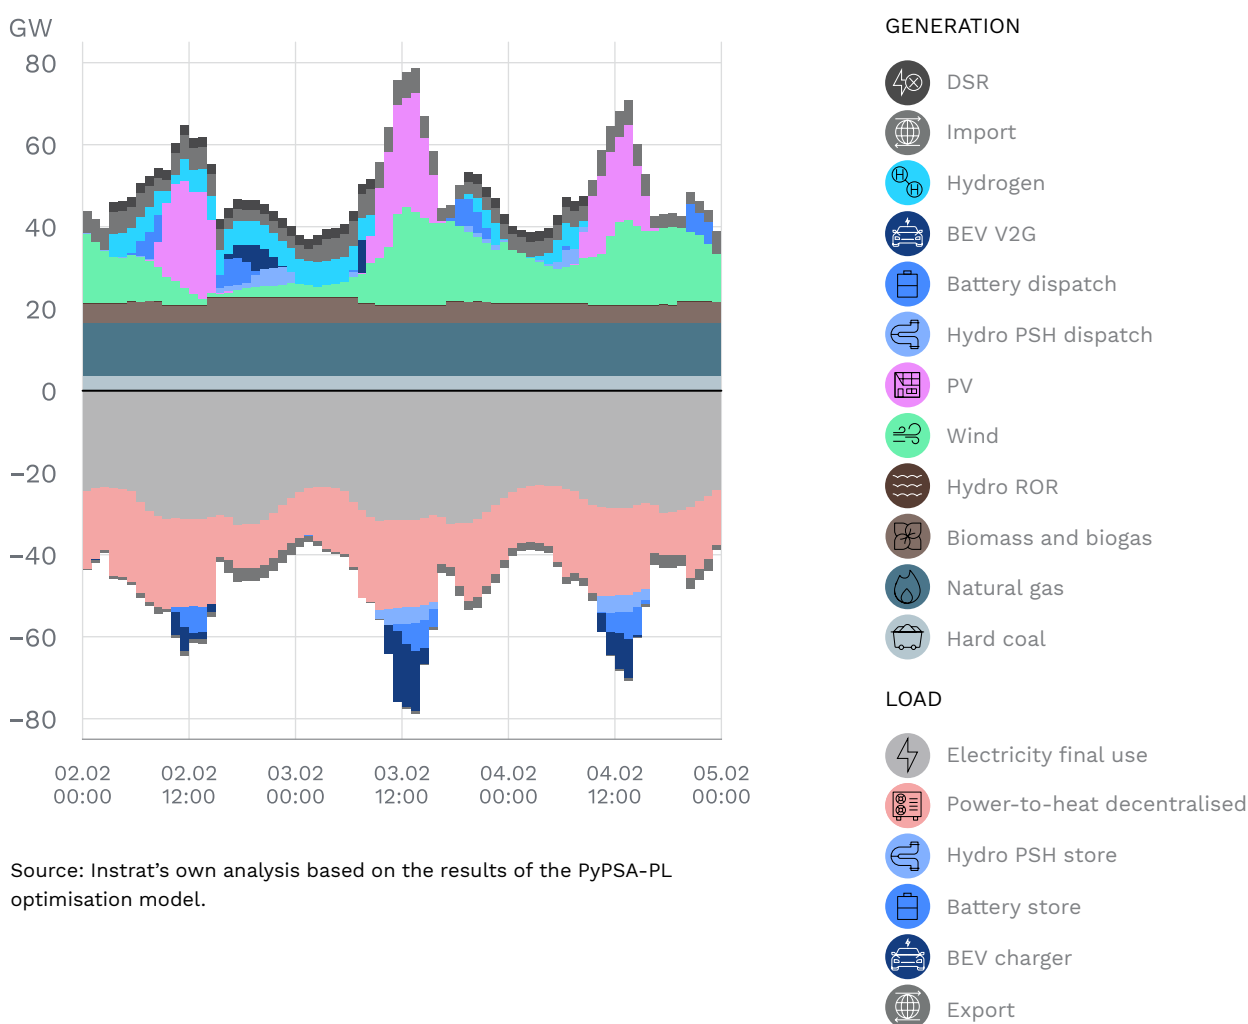 GW
80
60
40
20
0
−20
−40
−60
−80
02.02 00:00
02.02 12:00
03.02 00:00
03.02 12:00
04.02 00:00
04.02 12:00
05.02 00:00
Source: Instrat’s own analysis based on the results of the PyPSA-PL
optimisation model.
GENERATION
DSR
Import
H H Hydrogen
BEV V2G
Battery dispatch
Hydro PSH dispatch
PV
Wind
Hydro ROR
Biomass and biogas
Natural gas
Hard coal
LOAD
Electricity final use
Power-to-heat decentralised
Hydro PSH store
Battery store
BEV charger
Export